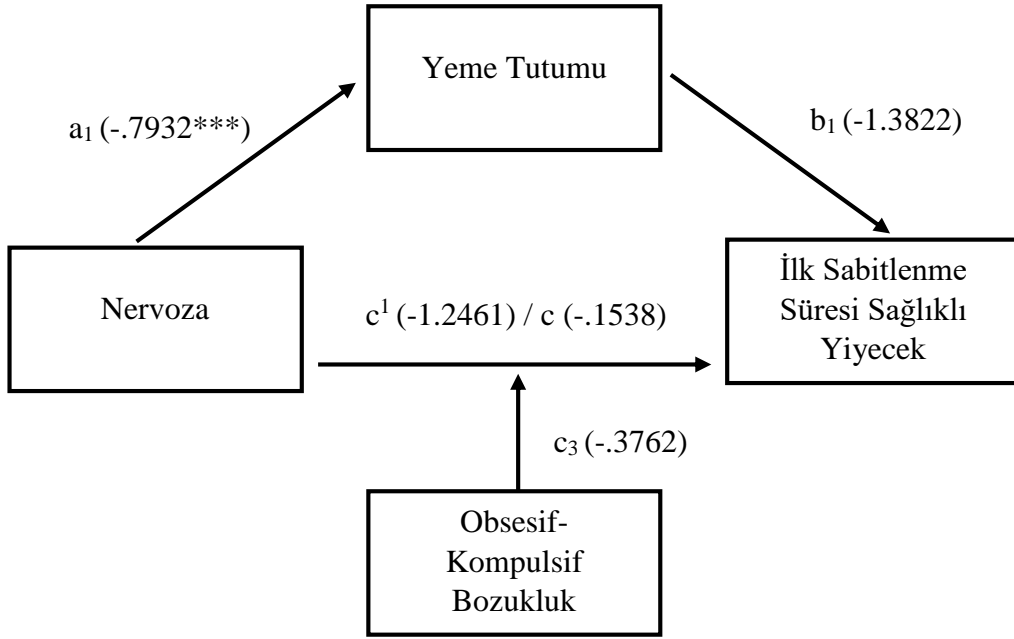 Yeme Tutumu
a₁ (-.7932***)
b₁ (-1.3822)
Nervoza
c¹ (-1.2461) / c (-.1538)
İlk Sabitlenme
Süresi Sağlıklı
Yiyecek
c₃ (-.3762)
Obsesif-
Kompulsif
Bozukluk